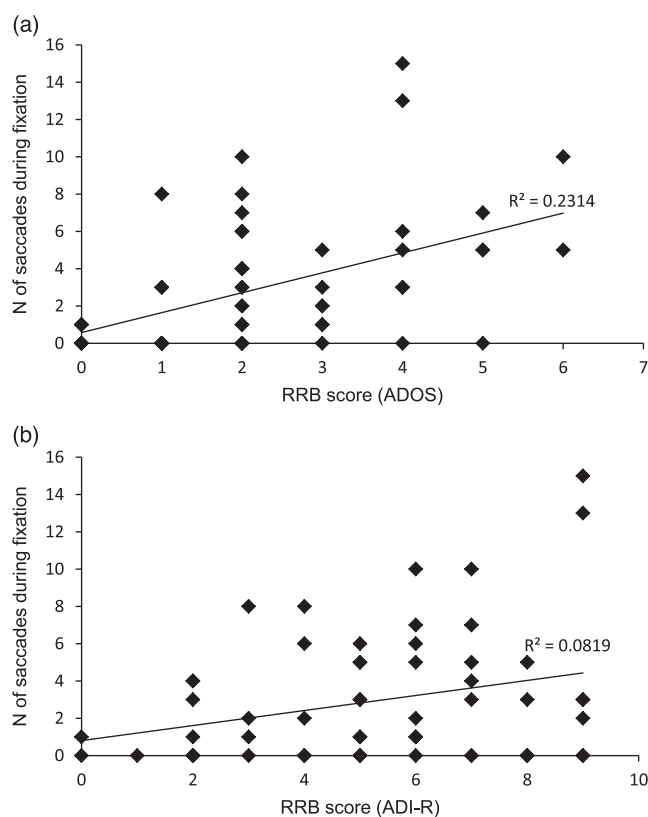 (a)
N of saccades during fixation
16
14
12
10
8
6
4
2
0
R² = 0.2314
0 1 2 3 4 5 6 7
RRB score (ADOS)
(b)
N of saccades during fixation
16
14
12
10
8
6
4
2
0
R² = 0.0819
0 2 4 6 8 10
RRB score (ADI-R)